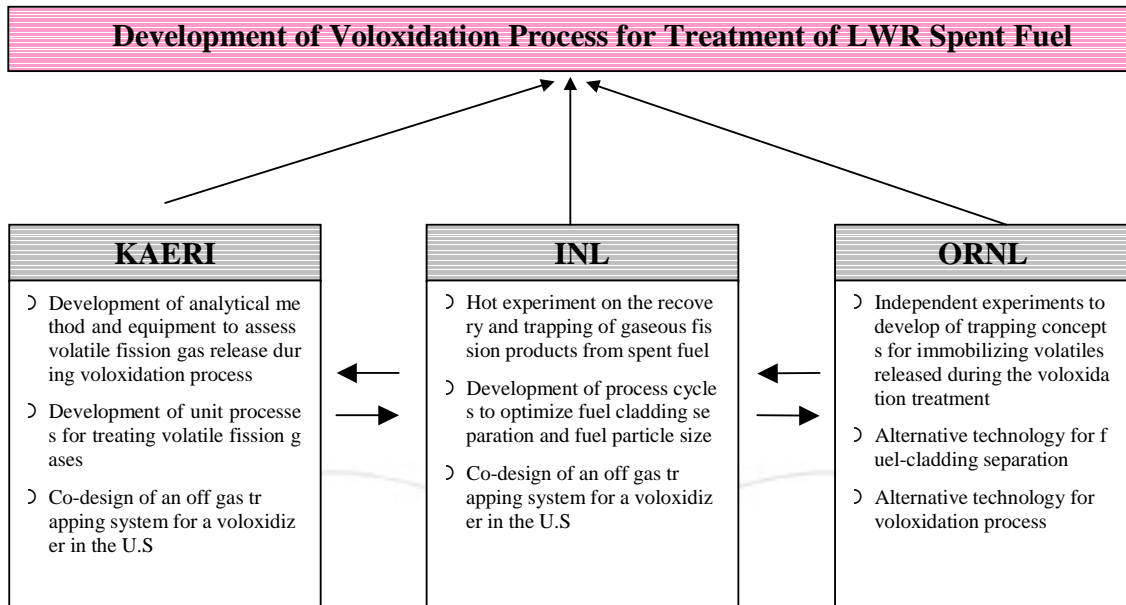 Development of Voloxidation Process for Treatment of LWR Spent Fuel
KAERI
Development of analytical me
thod and equipment to assess
volatile fission gas release dur
ing voloxidation process
Development of unit processe
s for treating volatile fission g
ases
Co-design of an off gas tr
apping system for a voloxidiz
er in the U.S
INL
Hot experiment on the recove
ry and trapping of gaseous fis
sion products from spent fuel
Development of process cycle
s to optimize fuel cladding se
paration and fuel particle size
Co-design of an off gas tr
apping system for a voloxidiz
er in the U.S
ORNL
Independent experiments to
develop of trapping concept
s for immobilizing volatiles
released during the voloxida
tion treatment
Alternative technology for f
uel-cladding separation
Alternative technology for
voloxidation process